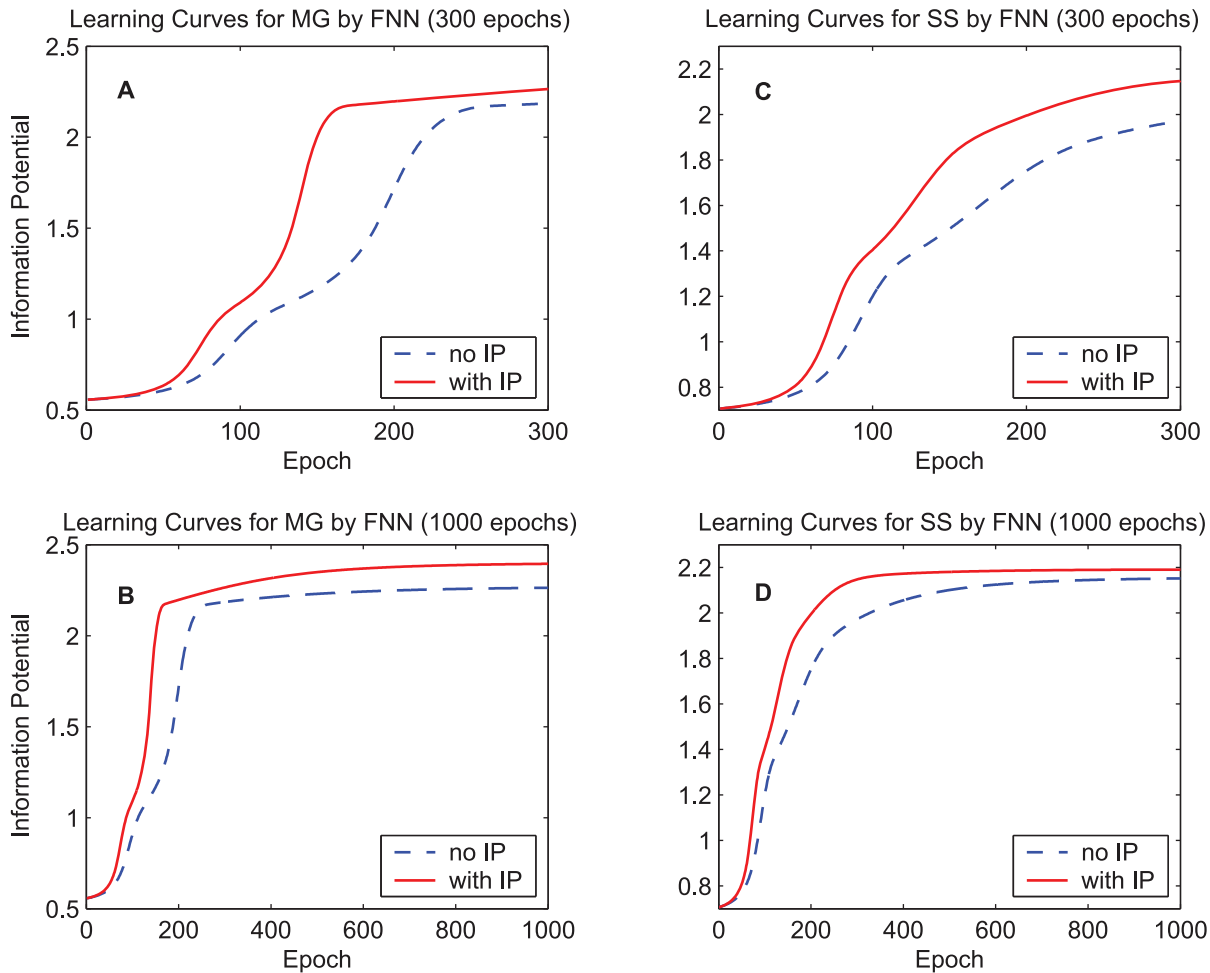 Learning Curves for MG by FNN (300 epochs)
2.5
2
1.5
1
0.5
Information Potential
A
no IP
with IP
0 100 200 300
Epoch
Learning Curves for SS by FNN (300 epochs)
2.2
2
1.8
1.6
1.4
1.2
1
0.8
C
no IP
with IP
0 100 200 300
Epoch
Learning Curves for MG by FNN (1000 epochs)
2.5
2
1.5
1
0.5
Information Potential
B
no IP
with IP
0 200 400 600 800 1000
Epoch
Learning Curves for SS by FNN (1000 epochs)
2.2
2
1.8
1.6
1.4
1.2
1
0.8
D
no IP
with IP
0 200 400 600 800 1000
Epoch